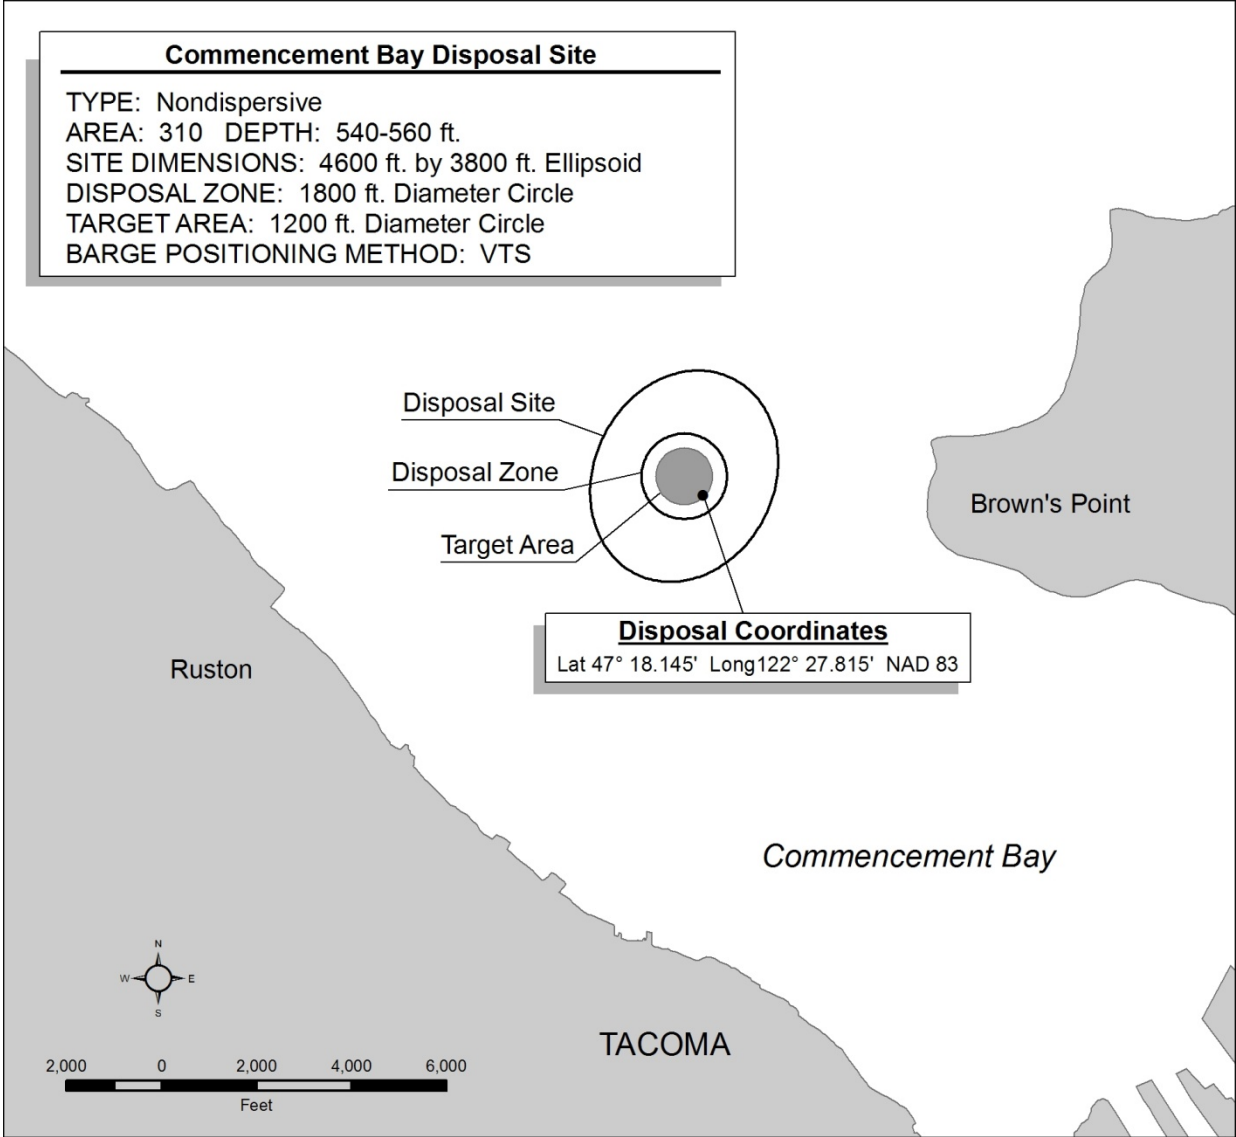 Commencement Bay Disposal Site
TYPE: Nondispersive
AREA: 310 DEPTH: 540-560 ft.
SITE DIMENSIONS: 4600 ft. by 3800 ft. Ellipsoid
DISPOSAL ZONE: 1800 ft. Diameter Circle
TARGET AREA: 1200 ft. Diameter Circle
BARGE POSITIONING METHOD: VTS
Disposal Site
Disposal Zone
Target Area
Brown's Point
Disposal Coordinates
Lat 47° 18.145' Long122° 27.815' NAD 83
Ruston
Commencement Bay
N
W E
S
TACOMA
2,000 0 2,000 4,000 6,000
Feet